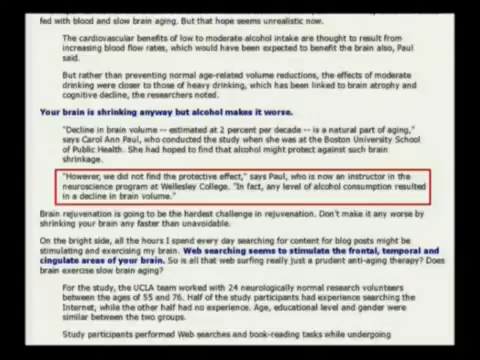 fed with blood and slow brain aging. But that hope seems unrealistic now.
The cardiovascular benefits of low to moderate alcohol intake are thought to result from
increasing blood flow rates, which would have been expected to benefit the brain also, Paul
said.
But rather than preventing normal age-related volume reductions, the effects of moderate
drinking were closer to those of heavy drinking, which has been linked to brain atrophy and
cognitive decline, the researchers noted.
Your brain is shrinking anyway but alcohol makes it worse.
"Decline in brain volume -- estimated at 2 percent per decade -- is a natural part of aging,"
says Carol Ann Paul, who conducted the study when she was at the Boston University School
of Public Health. She had hoped to find that alcohol might protect against such brain
shrinkage.
"However, we did not find the protective effect," says Paul, who is now an instructor in the
neuroscience program at Wellesley College. "In fact, any level of alcohol consumption resulted
in a decline in brain volume."
Brain rejuvenation is going to be the hardest challenge in rejuvenation. Don't make it any worse by
shrinking your brain any faster than unavoidable.
On the bright side, all the hours I spend every day searching for content for blog posts might be
stimulating and exercising my brain. Web searching seems to stimulate the frontal, temporal and
cingulate areas of your brain. So is all that web surfing really just a prudent anti-aging therapy? Does
brain exercise slow brain aging?
For the study, the UCLA team worked with 24 neurologically normal research volunteers
between the ages of 55 and 76. Half of the study participants had experience searching the
Internet, while the other half had no experience. Age, educational level and gender were
similar between the two groups.
Study participants performed Web searches and book-reading tasks while undergoing